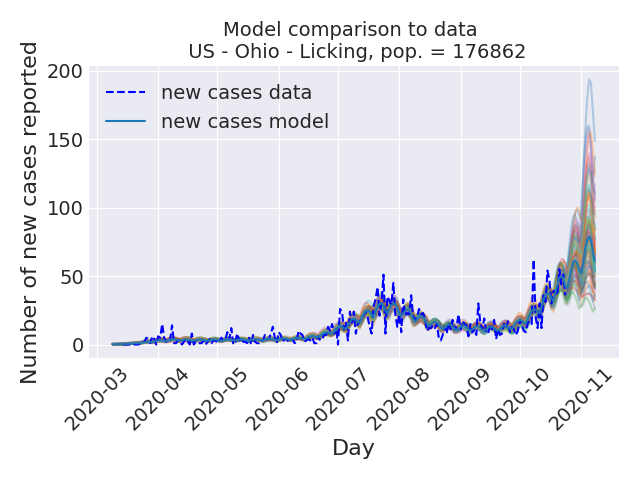 Model comparison to data
US - Ohio - Licking, pop. = 176862
Number of new cases reported
200
150
100
50
0
new cases data
new cases model
2020-03
2020-04
2020-05
2020-06
2020-07
2020-08
2020-09
2020-10
2020-11
Day